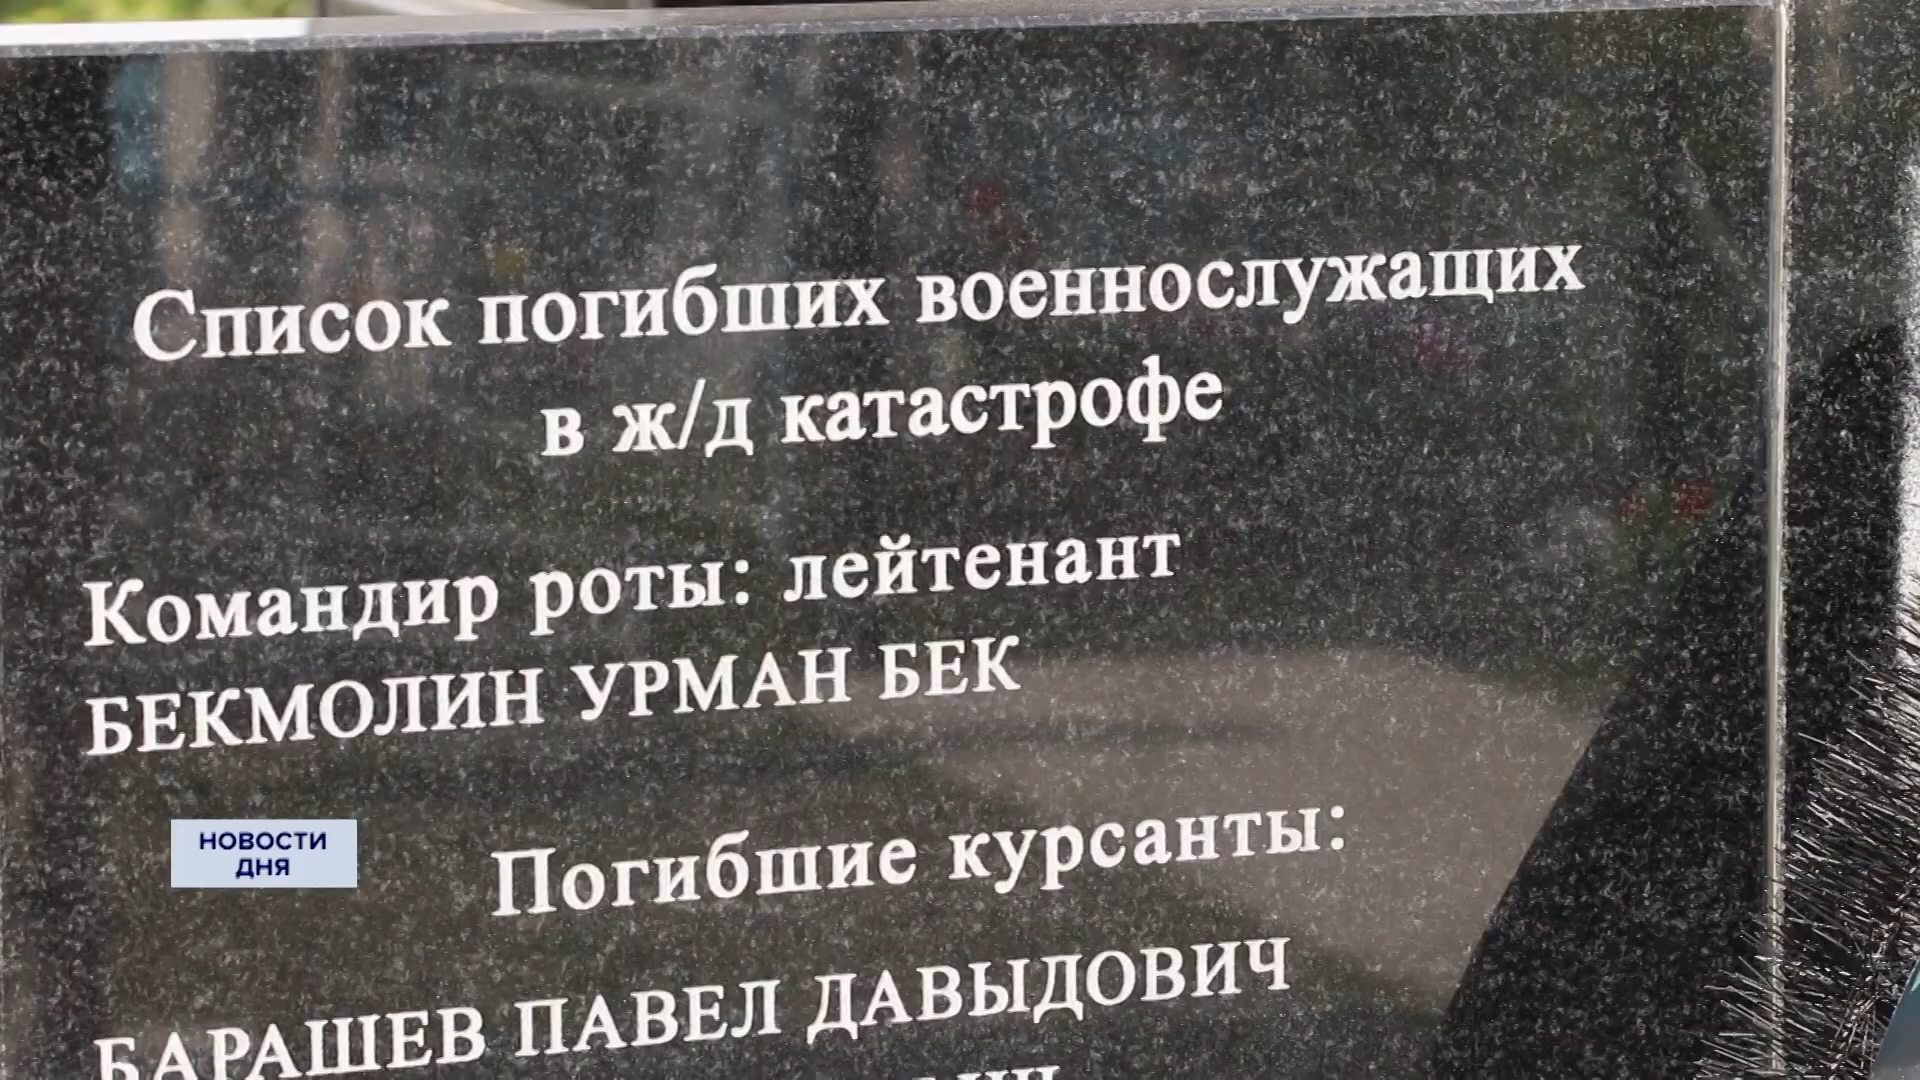 Список погибших военнослужащих
в ж/д катастрофе
Командир роты: лейтенант
БЕКМОЛИН УРМАН БЕК
НОВОСТИ
ДНЯ
Погибшие курсанты:
БАРАШЕВ ПАВЕЛ ДАВЫДОВИЧ